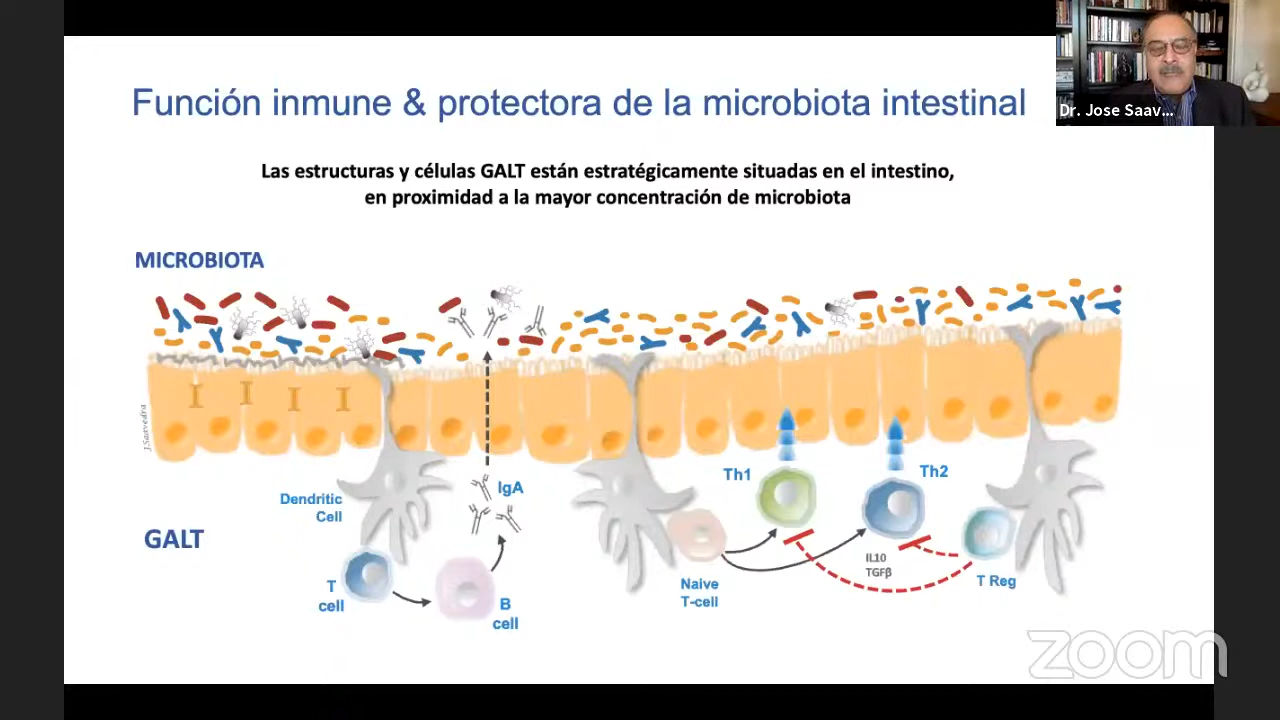 Función inmune & protectora de la microbiota intestinal
Dr. Jose Saav...
Las estructuras y células GALT están estratégicamente situadas en el intestino,
en proximidad a la mayor concentración de microbiota
MICROBIOTA
J.Saavedra
Dendritic
Cell
IgA
Th1
Th2
GALT
T
cell
B
cell
Naive
T-cell
IL10
TGFβ
T Reg
zoom